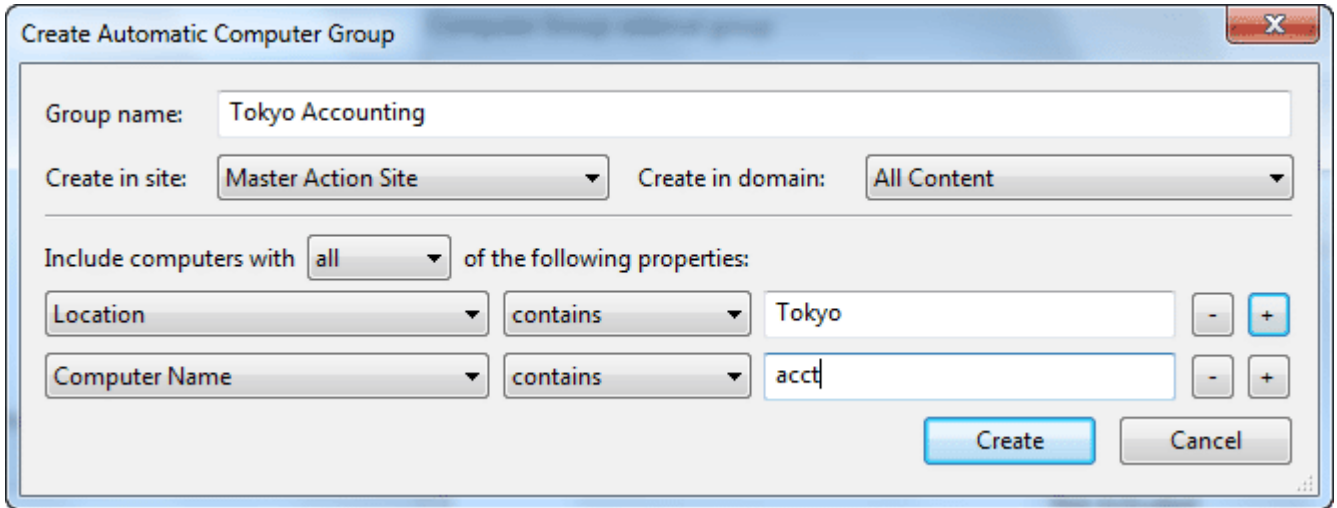 Create Automatic Computer Group
X
Group name: Tokyo Accounting
Create in site: Master Action Site Create in domain: All Content
Include computers with all of the following properties:
Location contains Tokyo - +
Computer Name contains acct - +
Create Cancel